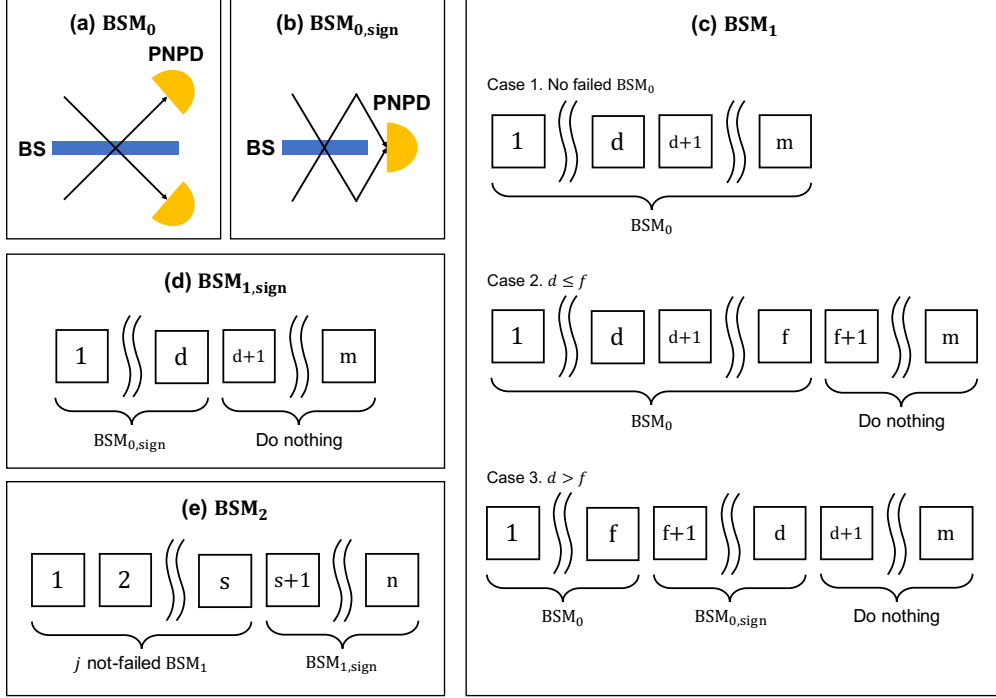 (a) BSM₀
PNPD
BS
(b) BSM₀,sign
PNPD
BS
(c) BSM₁
Case 1. No failed BSM₀
1 d d+1 m
BSM₀
Case 2. d ≤ f
1 d d+1 f f+1 m
BSM₀ Do nothing
Case 3. d > f
1 f f+1 d d+1 m
BSM₀ BSM₀,sign Do nothing
(d) BSM₁,sign
1 d d+1 m
BSM₀,sign Do nothing
(e) BSM₂
1 2 s s+1 n
j not-failed BSM₁ BSM₁,sign